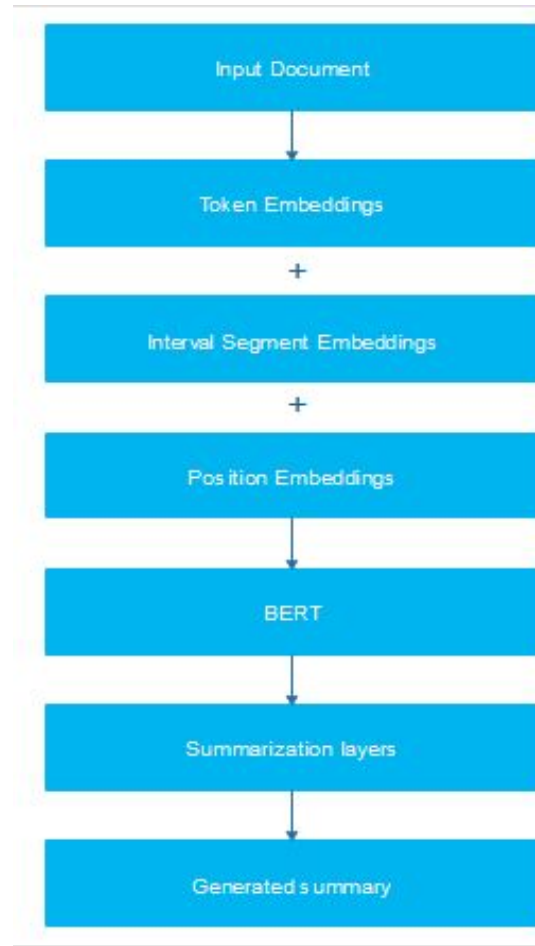 Input Document
Token Embeddings
+
Interval Segment Embeddings
+
Position Embeddings
BERT
Summarization layers
Generated summary